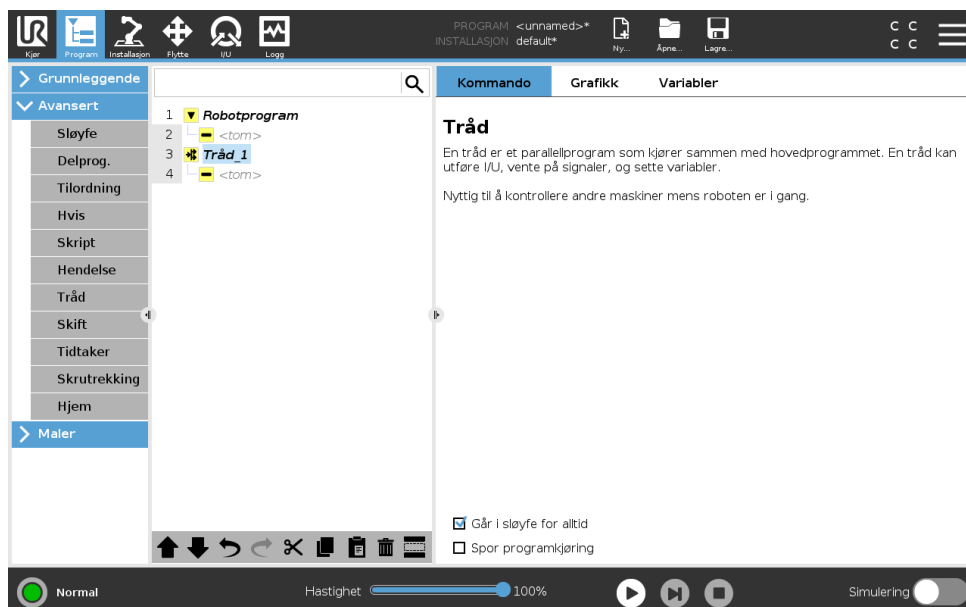 UR
PROGRAM <unnamed>*
INSTALLASJON default*
C C
C C
Kjør Program Installasjon Flytte I/U Logg
Ny... Åpne... Lagre...
Grunnleggende
Avansert
Sløyfe
Delprog.
Tilordning
Hvis
Skript
Hendelse
Tråd
Skift
Tidtaker
Skrutrekking
Hjem
Maler
1 Robotprogram
2 <tom>
3 Tråd_1
4 <tom>
Kommando Grafikk Variabler
Tråd
En tråd er et parallellprogram som kjører sammen med hovedprogrammet. En tråd kan
utføre I/U, vente på signaler, og sette variabler.
Nyttig til å kontrollere andre maskiner mens roboten er i gang.
Går i sløyfe for alltid
Spor programkjøring
Normal
Hastighet 100%
Simulering